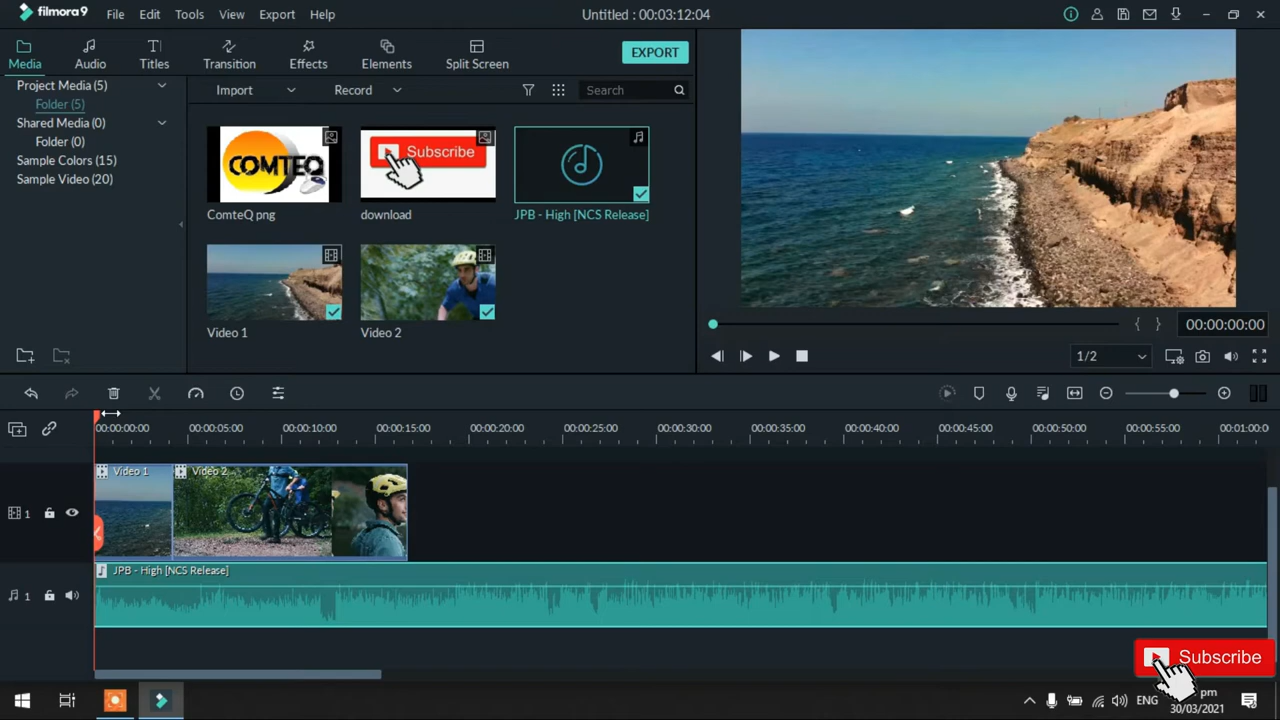 filmora9
File Edit Tools View Export Help
Untitled : 00:03:12:04
Media Audio Titles Transition Effects Elements Split Screen
EXPORT
Project Media (5)
Folder (5)
Shared Media (0)
Folder (0)
Sample Colors (15)
Sample Video (20)
Import Record Search
COMTEQ
Subscribe
ComteQ png download JPB - High [NCS Release]
Video 1 Video 2
00:00:00:00
1/2
00:00:00:00 00:00:05:00 00:00:10:00 00:00:15:00 00:00:20:00 00:00:25:00 00:00:30:00 00:00:35:00 00:00:40:00 00:00:45:00 00:00:50:00 00:00:55:00 00:01:00:0
Video 1 Video 2
1
JPB - High [NCS Release]
1
Subscribe
ENG
pm
30/03/2021